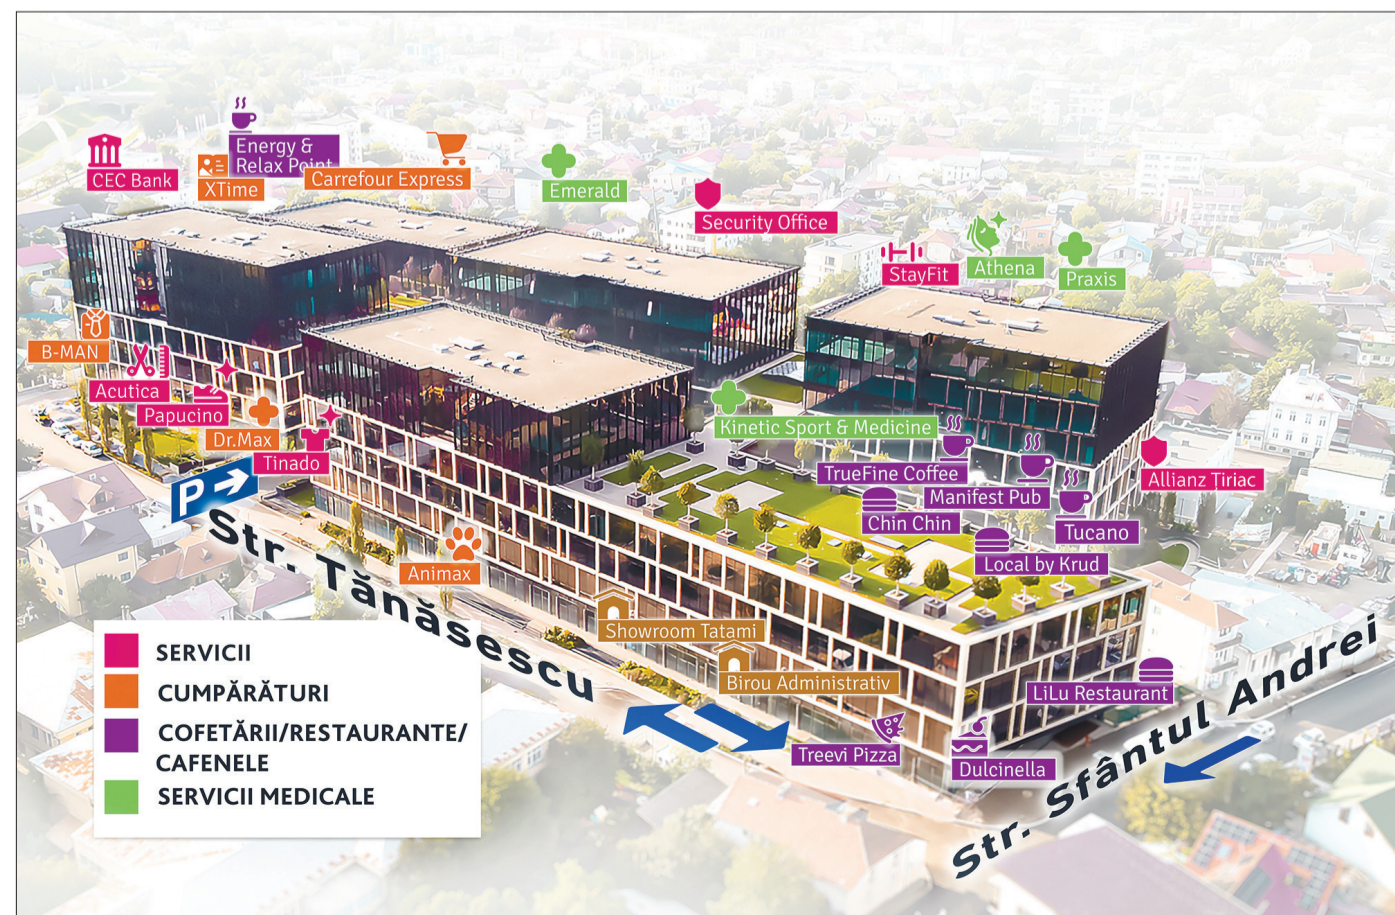 CEC Bank
Energy &
Relax Point
XTime
Carrefour Express
Emerald
Security Office
StayFit
Athena
Praxis
B-MAN
Acutica
Papucino
Dr.Max
Tinado
Kinetic Sport & Medicine
TrueFine Coffee
Manifest Pub
Chin Chin
Tucano
Local by Krud
Allianz Țiriac
P
Str. Tănăsescu
Animax
Showroom Tatami
Birou Administrativ
LiLu Restaurant
Treevi Pizza
Dulcinella
Str. Sfântul Andrei
SERVICII
CUMPĂRĂTURI
COFETĂRII/RESTAURANTE/
CAFENELE
SERVICII MEDICALE